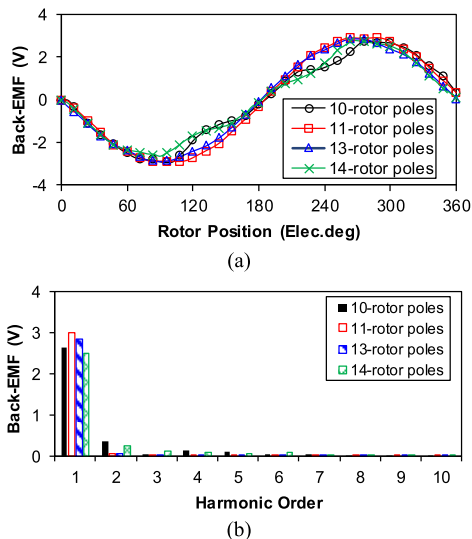 4
2
0
-2
-4
Back-EMF (V)
10-rotor poles
11-rotor poles
13-rotor poles
14-rotor poles
0 60 120 180 240 300 360
Rotor Position (Elec.deg)
(a)
4
3
2
1
0
Back-EMF (V)
10-rotor poles
11-rotor poles
13-rotor poles
14-rotor poles
1 2 3 4 5 6 7 8 9 10
Harmonic Order
(b)